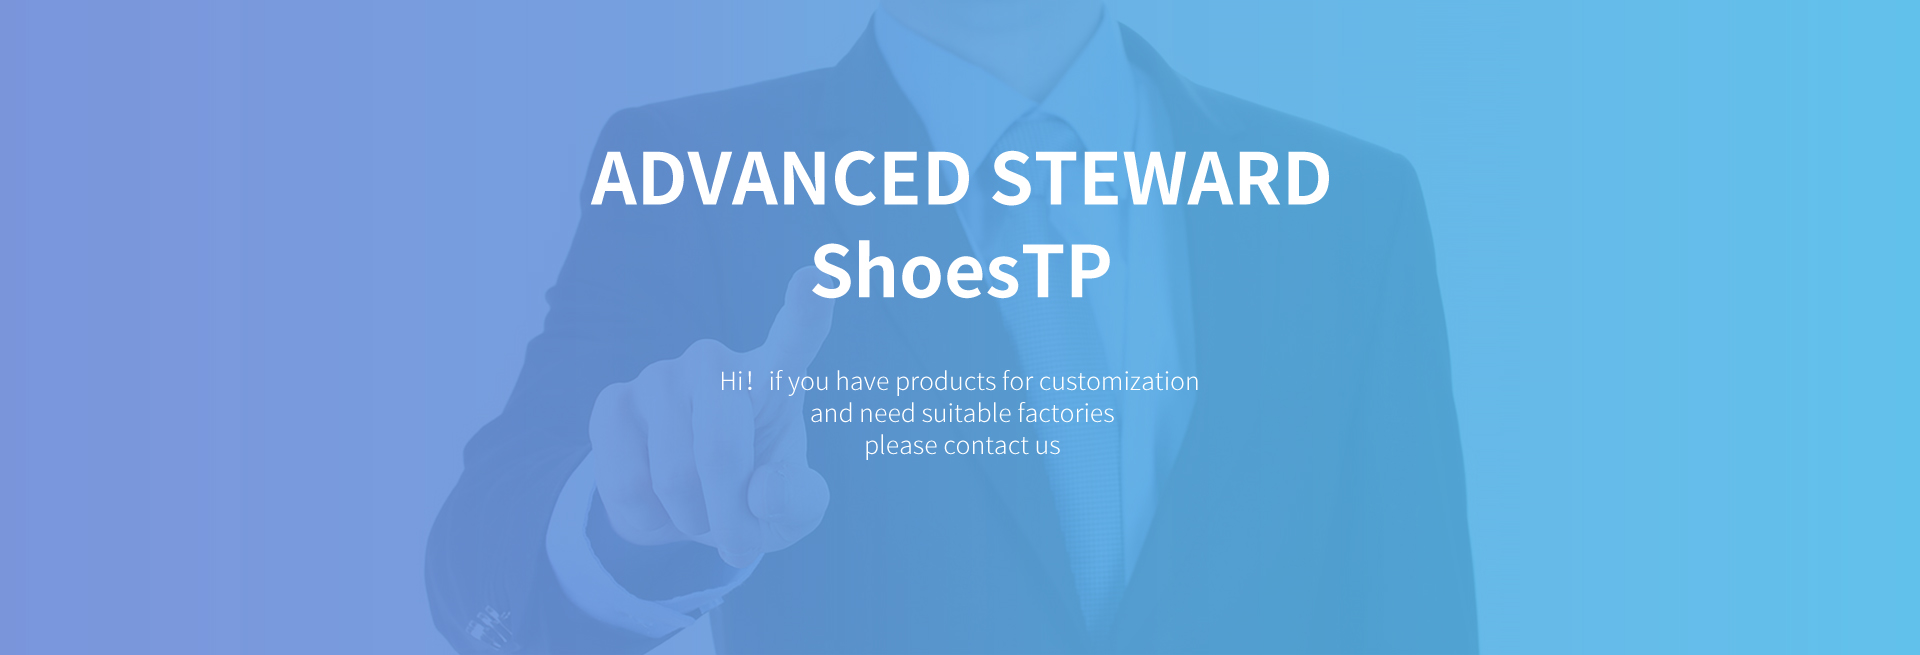 ADVANCED STEWARD
ShoesTP
Hi！if you have products for customization
and need suitable factories
please contact us